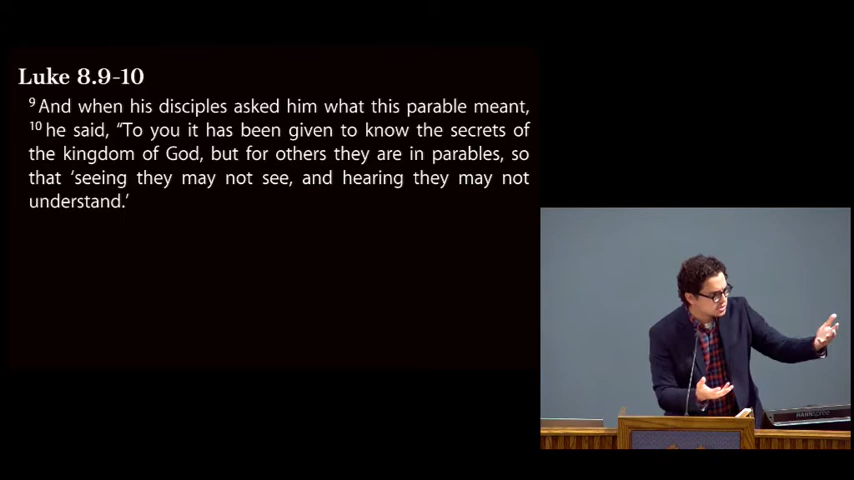 Luke 8.9-10
9 And when his disciples asked him what this parable meant,
10 he said, “To you it has been given to know the secrets of
the kingdom of God, but for others they are in parables, so
that ‘seeing they may not see, and hearing they may not
understand.’